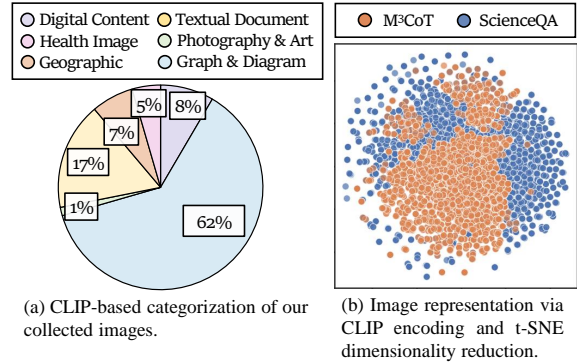 Digital Content
Textual Document
Health Image
Photography & Art
Geographic
Graph & Diagram
5%
8%
7%
17%
1%
62%
(a) CLIP-based categorization of our
collected images.
M³CoT
ScienceQA
(b) Image representation via
CLIP encoding and t-SNE
dimensionality reduction.